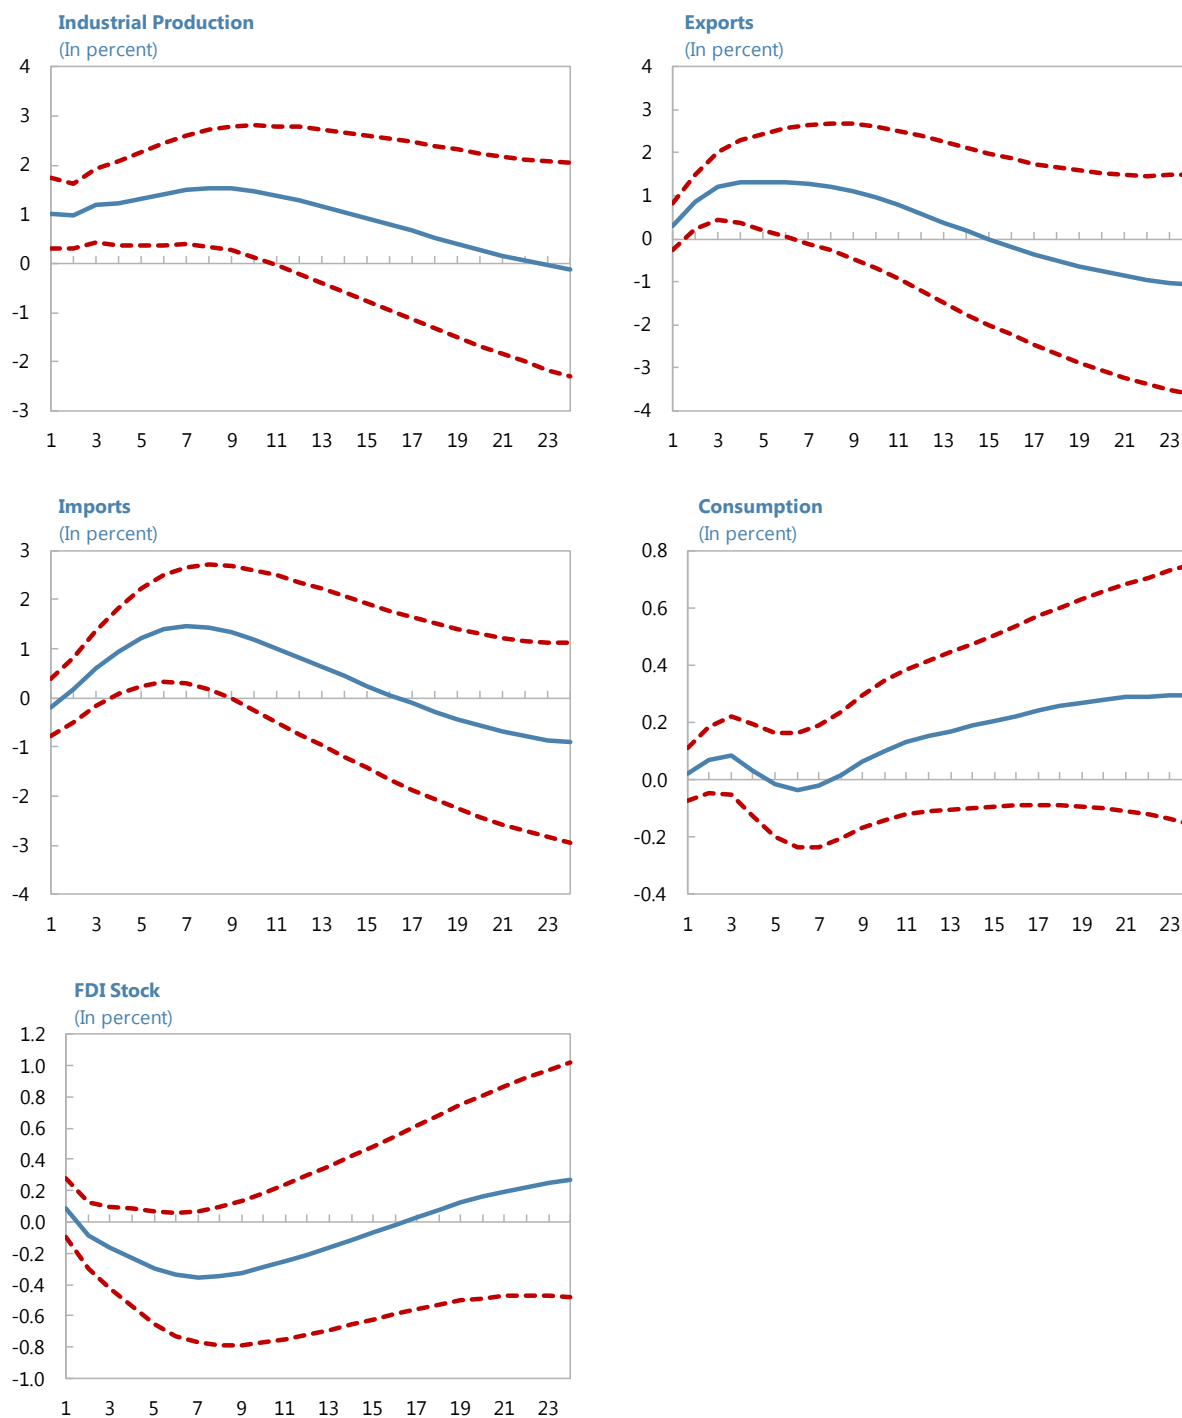 Industrial Production
(In percent)
4
3
2
1
0
-1
-2
-3
1 3 5 7 9 11 13 15 17 19 21 23
Exports
(In percent)
4
3
2
1
0
-1
-2
-3
-4
1 3 5 7 9 11 13 15 17 19 21 23
Imports
(In percent)
3
2
1
0
-1
-2
-3
-4
1 3 5 7 9 11 13 15 17 19 21 23
Consumption
(In percent)
0.8
0.6
0.4
0.2
0.0
-0.2
-0.4
1 3 5 7 9 11 13 15 17 19 21 23
FDI Stock
(In percent)
1.2
1.0
0.8
0.6
0.4
0.2
0.0
-0.2
-0.4
-0.6
-0.8
-1.0
1 3 5 7 9 11 13 15 17 19 21 23